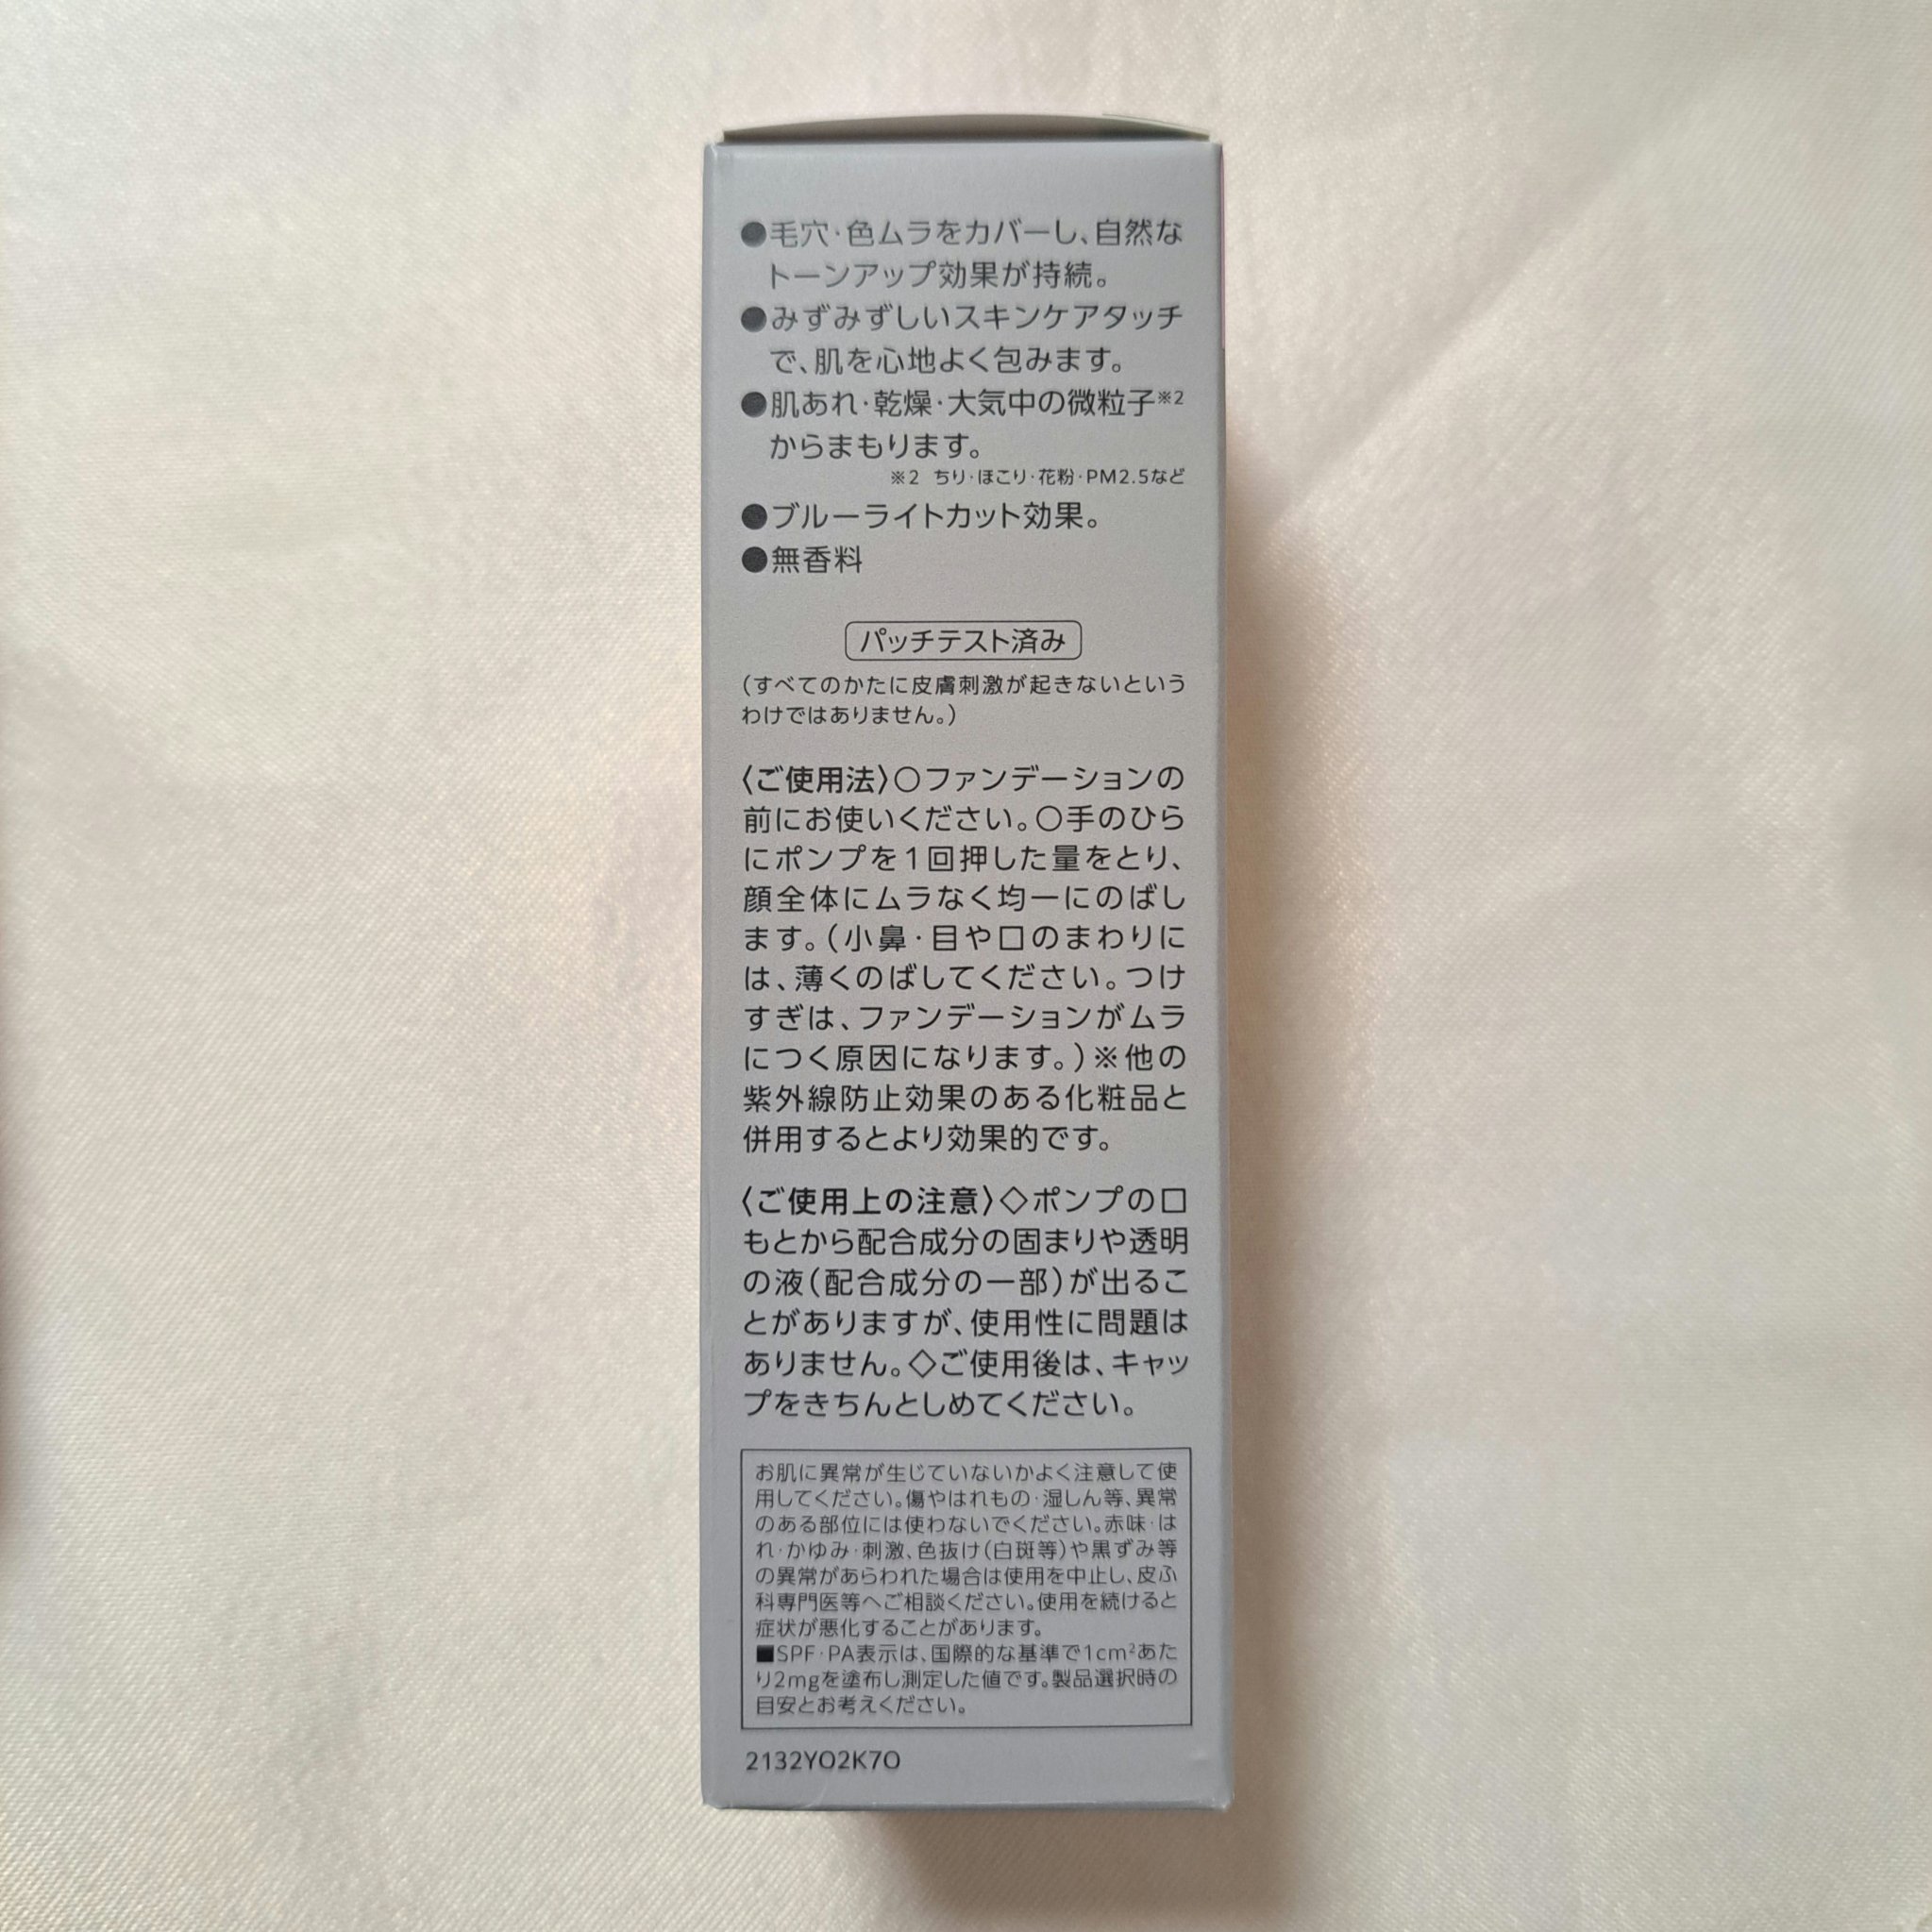 ●毛穴・色ムラをカバーし、自然な
トーンアップ効果が持続。
●みずみずしいスキンケアタッチ
で、肌を心地よく包みます。
●肌あれ・乾燥・大気中の微粒子※2
からまもります。
※2 ちり・ほこり・花粉・PM2.5など
●ブルーライトカット効果。
●無香料
パッチテスト済み
(すべてのかたに皮膚刺激が起きないという
わけではありません。)
〈ご使用法〉○ファンデーションの
前にお使いください。○手のひら
にポンプを1回押した量をとり、
顔全体にムラなく均一にのばし
ます。(小鼻・目や口のまわりに
は、薄くのばしてください。つけ
すぎは、ファンデーションがムラ
につく原因になります。)※他の
紫外線防止効果のある化粧品と
併用するとより効果的です。
〈ご使用上の注意〉◇ポンプの口
もとから配合成分の固まりや透明
の液(配合成分の一部)が出るこ
とがありますが、使用性に問題は
ありません。◇ご使用後は、キャッ
プをきちんとしめてください。
お肌に異常が生じていないかよく注意して使
用してください。傷やはれもの・湿しん等、異常
のある部位には使わないでください。赤味・は
れ・かゆみ・刺激、色抜け(白斑等)や黒ずみ等
の異常があらわれた場合は使用を中止し、皮ふ
科専門医等へご相談ください。使用を続けると
症状が悪化することがあります。
■SPF・PA表示は、国際的な基準で1cm²あた
り2mgを塗布し測定した値です。製品選択時の
目安とお考えください。
2132YO2K7O